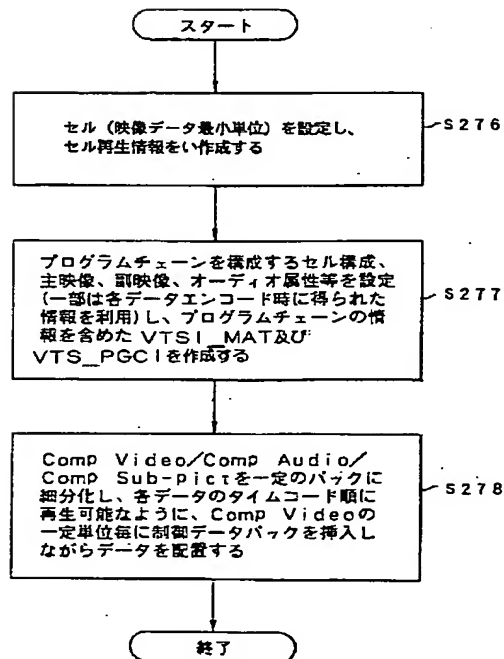 スタート
セル（映像データ最小単位）を設定し、
セル再生情報をい作成する
S276
プログラムチェーンを構成するセル構成、
主映像、副映像、オーディオ属性等を設定
(一部は各データエンコード時に得られた
情報を利用)し、プログラムチェーンの情
報を含めたVTSI_MAT及び
VTS_PGCIを作成する
S277
Comp Video/Comp Audio/
Comp Sub-pictを一定のパックに
細分化し、各データのタイムコード順に
再生可能なように、Comp Videoの
一定単位毎に制御データパックを挿入し
ながらデータを配置する
S278
終了